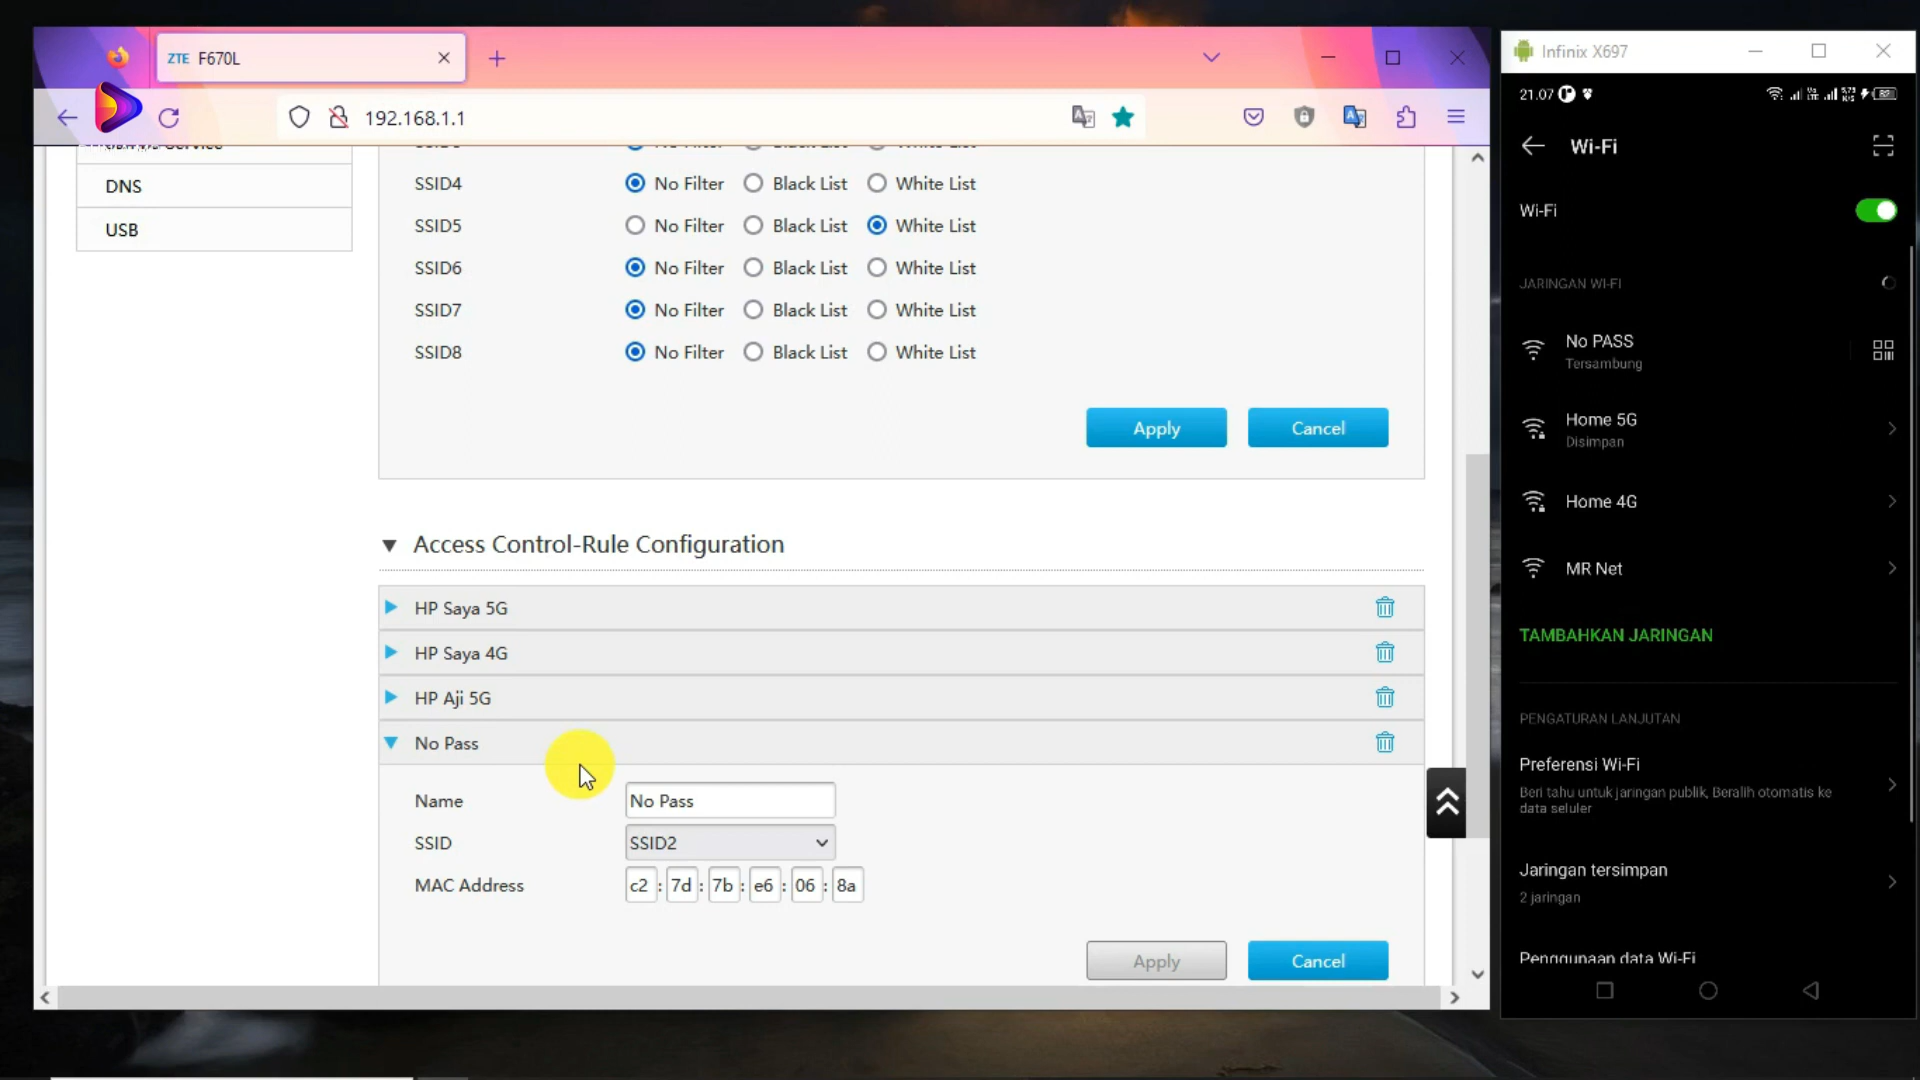 ZTE F670L
192.168.1.1
DNS
USB
SSID4 No Filter Black List White List
SSID5 No Filter Black List White List
SSID6 No Filter Black List White List
SSID7 No Filter Black List White List
SSID8 No Filter Black List White List
Apply Cancel
Access Control-Rule Configuration
HP Saya 5G
HP Saya 4G
HP Aji 5G
No Pass
Name No Pass
SSID SSID2
MAC Address c2 : 7d : 7b : e6 : 06 : 8a
Apply Cancel
Infinix X697
21.07
Wi-Fi
Wi-Fi
JARINGAN WI-FI
No PASS
Tersambung
Home 5G
Disimpan
Home 4G
MR Net
TAMBAHKAN JARINGAN
PENGATURAN LANJUTAN
Preferensi Wi-Fi
Beri tahu untuk jaringan publik, Beralih otomatis ke
data seluler
Jaringan tersimpan
2 jaringan
Penggunaan data Wi-Fi